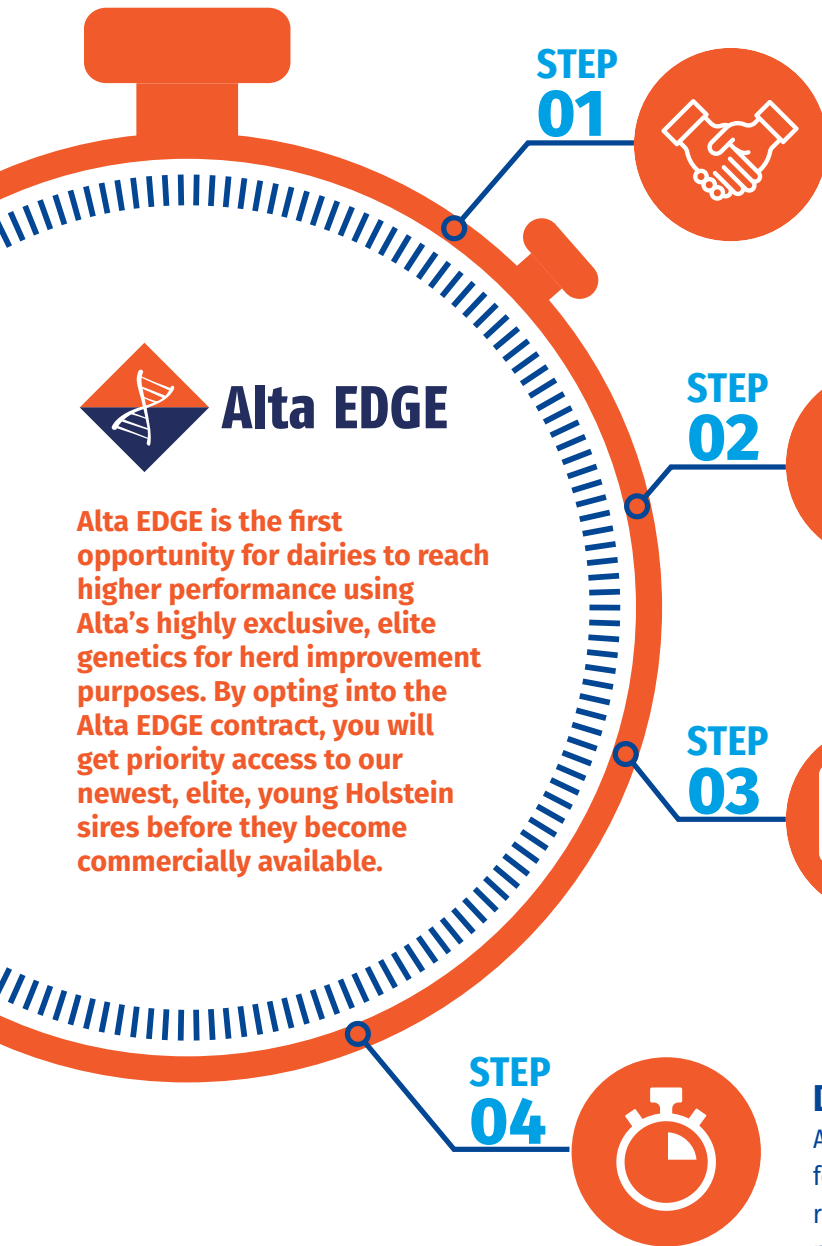 STEP
01
Alta EDGE
STEP
02
Alta EDGE is the first
opportunity for dairies to reach
higher performance using
Alta’s highly exclusive, elite
genetics for herd improvement
purposes. By opting into the
Alta EDGE contract, you will
get priority access to our
newest, elite, young Holstein
sires before they become
commercially available.
STEP
03
STEP
04